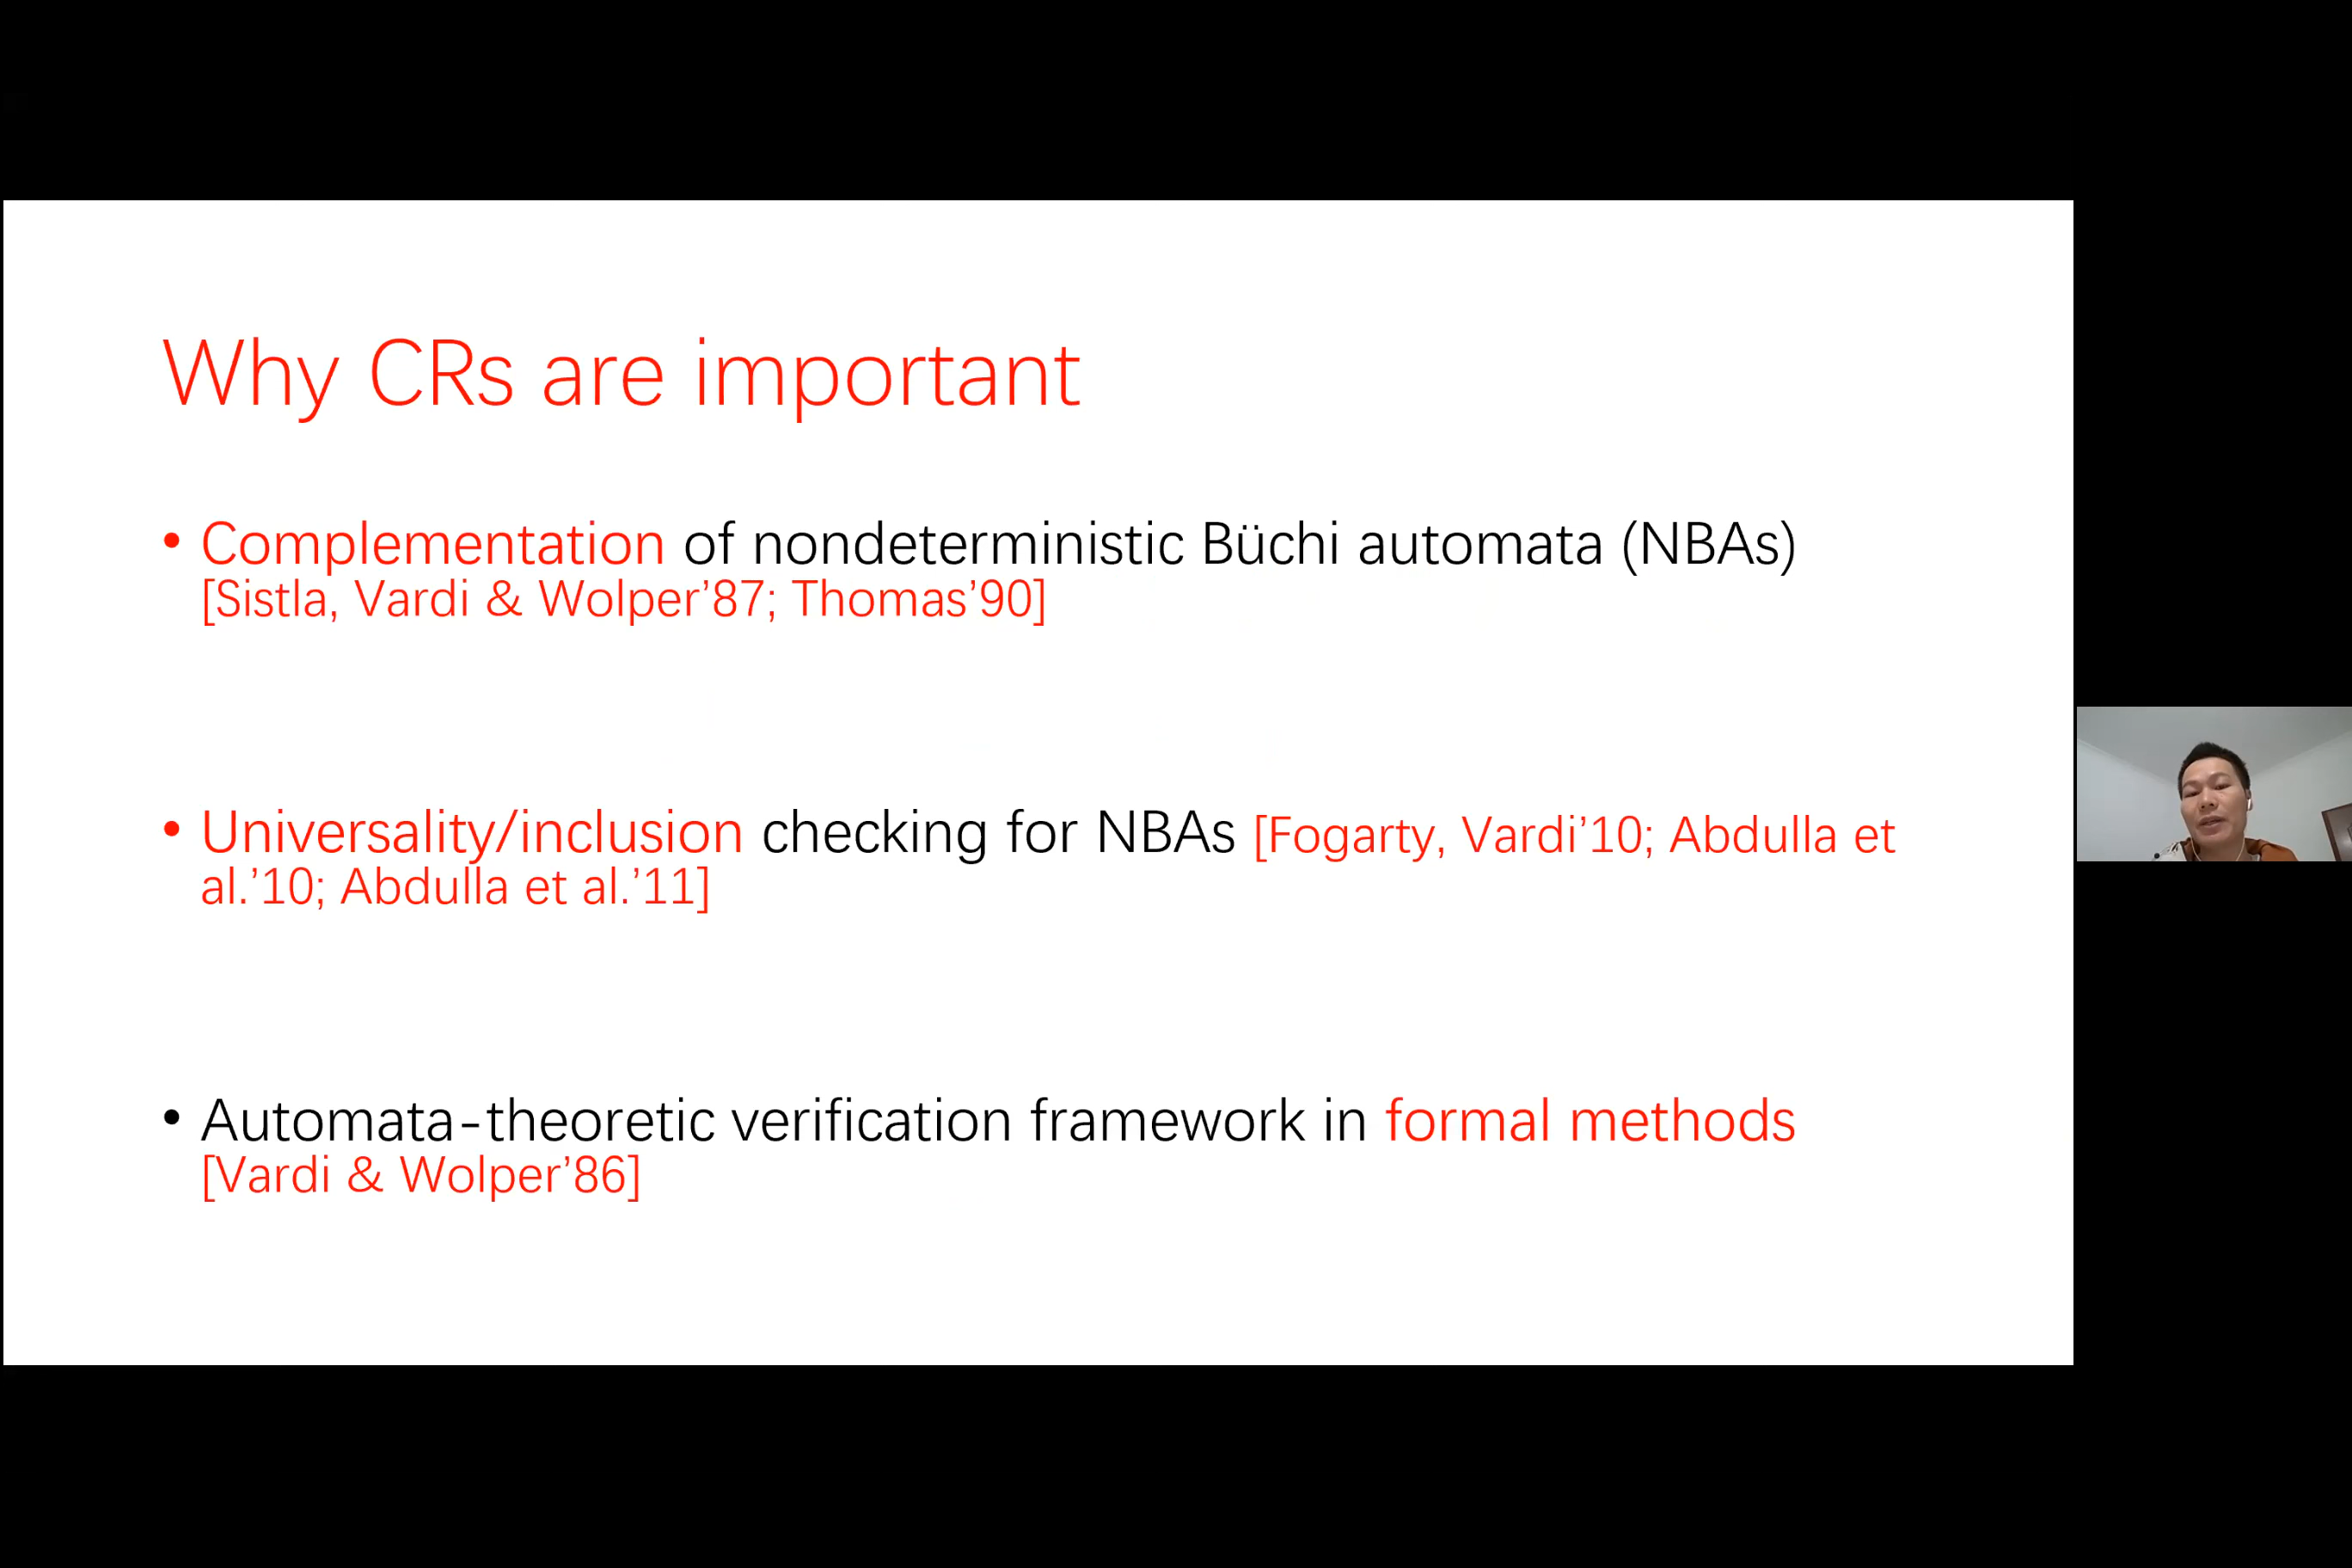 Why CRs are important
• Complementation of nondeterministic Büchi automata (NBAs)
[Sistla, Vardi & Wolper’87; Thomas’90]
• Universality/inclusion checking for NBAs [Fogarty, Vardi’10; Abdulla et
al.’10; Abdulla et al.’11]
• Automata-theoretic verification framework in formal methods
[Vardi & Wolper’86]